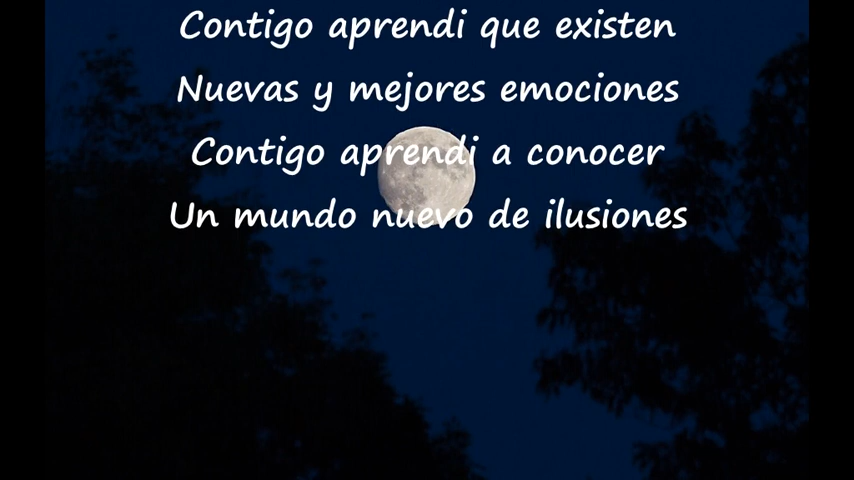 Contigo aprendi que existen
Nuevas y mejores emociones
Contigo aprendi a conocer
Un mundo nuevo de ilusiones